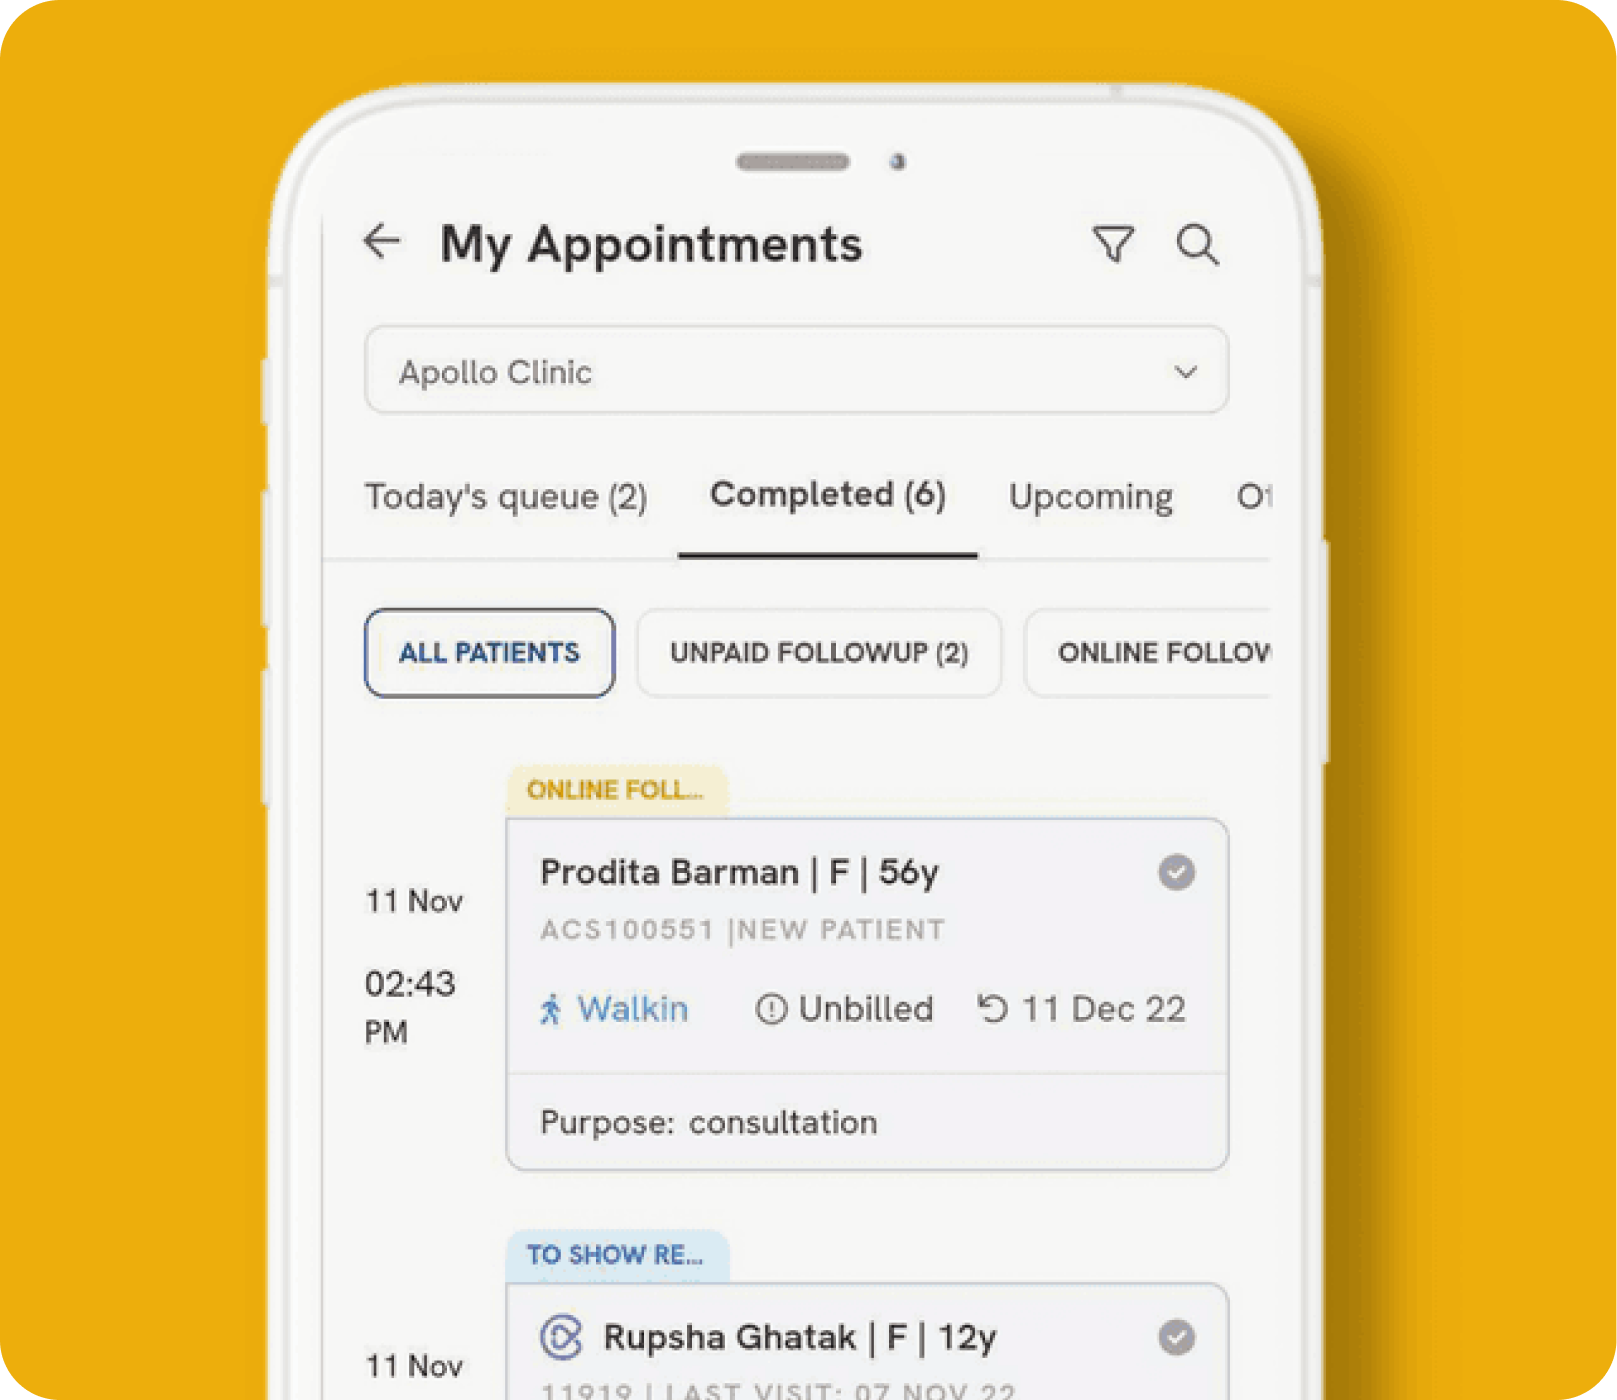 My Appointments
Apollo Clinic
Today's queue (2) Completed (6) Upcoming
ALL PATIENTS UNPAID FOLLOWUP (2) ONLINE FOLLOW
ONLINE FOLL...
11 Nov
02:43
PM
Prodita Barman | F | 56y
ACS100551 |NEW PATIENT
Walkin Unbilled 11 Dec 22
Purpose: consultation
TO SHOW RE...
11 Nov
Rupsha Ghatak | F | 12y
11919 | LAST VISIT: 07 NOV 22